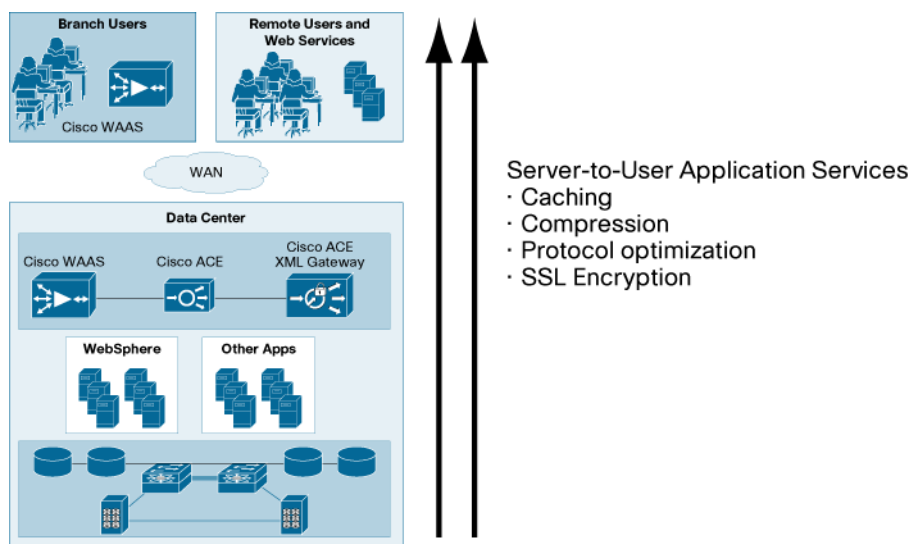 Branch Users
Cisco WAAS
Remote Users and
Web Services
WAN
Data Center
Cisco WAAS
Cisco ACE
Cisco ACE
XML Gateway
WebSphere
Other Apps
Server-to-User Application Services
· Caching
· Compression
· Protocol optimization
· SSL Encryption